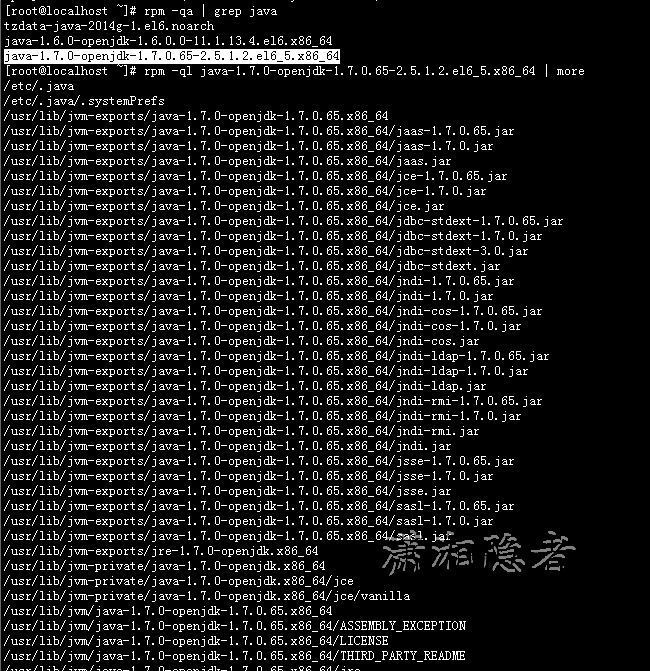 [root@localhost ~]# rpm -qa | grep java
tzdata-java-2014g-1.el6.noarch
java-1.6.0-openjdk-1.6.0.0-11.1.13.4.el6.x86_64
java-1.7.0-openjdk-1.7.0.65-2.5.1.2.el6_5.x86_64
[root@localhost ~]# rpm -ql java-1.7.0-openjdk-1.7.0.65-2.5.1.2.el6_5.x86_64 | more
/etc/.java
/etc/.java/.systemPrefs
/usr/lib/jvm-exports/java-1.7.0-openjdk-1.7.0.65.x86_64
/usr/lib/jvm-exports/java-1.7.0-openjdk-1.7.0.65.x86_64/jaas-1.7.0.65.jar
/usr/lib/jvm-exports/java-1.7.0-openjdk-1.7.0.65.x86_64/jaas-1.7.0.jar
/usr/lib/jvm-exports/java-1.7.0-openjdk-1.7.0.65.x86_64/jaas.jar
/usr/lib/jvm-exports/java-1.7.0-openjdk-1.7.0.65.x86_64/jce-1.7.0.65.jar
/usr/lib/jvm-exports/java-1.7.0-openjdk-1.7.0.65.x86_64/jce-1.7.0.jar
/usr/lib/jvm-exports/java-1.7.0-openjdk-1.7.0.65.x86_64/jce.jar
/usr/lib/jvm-exports/java-1.7.0-openjdk-1.7.0.65.x86_64/jdbc-stdext-1.7.0.65.jar
/usr/lib/jvm-exports/java-1.7.0-openjdk-1.7.0.65.x86_64/jdbc-stdext-1.7.0.jar
/usr/lib/jvm-exports/java-1.7.0-openjdk-1.7.0.65.x86_64/jdbc-stdext-3.0.jar
/usr/lib/jvm-exports/java-1.7.0-openjdk-1.7.0.65.x86_64/jdbc-stdext.jar
/usr/lib/jvm-exports/java-1.7.0-openjdk-1.7.0.65.x86_64/jndi-1.7.0.65.jar
/usr/lib/jvm-exports/java-1.7.0-openjdk-1.7.0.65.x86_64/jndi-1.7.0.jar
/usr/lib/jvm-exports/java-1.7.0-openjdk-1.7.0.65.x86_64/jndi-cos-1.7.0.65.jar
/usr/lib/jvm-exports/java-1.7.0-openjdk-1.7.0.65.x86_64/jndi-cos-1.7.0.jar
/usr/lib/jvm-exports/java-1.7.0-openjdk-1.7.0.65.x86_64/jndi-cos.jar
/usr/lib/jvm-exports/java-1.7.0-openjdk-1.7.0.65.x86_64/jndi-ldap-1.7.0.65.jar
/usr/lib/jvm-exports/java-1.7.0-openjdk-1.7.0.65.x86_64/jndi-ldap-1.7.0.jar
/usr/lib/jvm-exports/java-1.7.0-openjdk-1.7.0.65.x86_64/jndi-ldap.jar
/usr/lib/jvm-exports/java-1.7.0-openjdk-1.7.0.65.x86_64/jndi-rmi-1.7.0.65.jar
/usr/lib/jvm-exports/java-1.7.0-openjdk-1.7.0.65.x86_64/jndi-rmi-1.7.0.jar
/usr/lib/jvm-exports/java-1.7.0-openjdk-1.7.0.65.x86_64/jndi-rmi.jar
/usr/lib/jvm-exports/java-1.7.0-openjdk-1.7.0.65.x86_64/jndi.jar
/usr/lib/jvm-exports/java-1.7.0-openjdk-1.7.0.65.x86_64/jsse-1.7.0.65.jar
/usr/lib/jvm-exports/java-1.7.0-openjdk-1.7.0.65.x86_64/jsse-1.7.0.jar
/usr/lib/jvm-exports/java-1.7.0-openjdk-1.7.0.65.x86_64/jsse.jar
/usr/lib/jvm-exports/java-1.7.0-openjdk-1.7.0.65.x86_64/sasl-1.7.0.65.jar
/usr/lib/jvm-exports/java-1.7.0-openjdk-1.7.0.65.x86_64/sasl-1.7.0.jar
/usr/lib/jvm-exports/java-1.7.0-openjdk-1.7.0.65.x86_64/sasl.jar
/usr/lib/jvm-exports/jre-1.7.0-openjdk.x86_64
/usr/lib/jvm-private/java-1.7.0-openjdk.x86_64
/usr/lib/jvm-private/java-1.7.0-openjdk.x86_64/jce
/usr/lib/jvm-private/java-1.7.0-openjdk.x86_64/jce/vanilla
/usr/lib/jvm/java-1.7.0-openjdk-1.7.0.65.x86_64
/usr/lib/jvm/java-1.7.0-openjdk-1.7.0.65.x86_64/ASSEMBLY_EXCEPTION
/usr/lib/jvm/java-1.7.0-openjdk-1.7.0.65.x86_64/LICENSE
/usr/lib/jvm/java-1.7.0-openjdk-1.7.0.65.x86_64/THIRD_PARTY_README
/usr/lib/jvm/java-1.7.0-openjdk-1.7.0.65.x86_64/jre
潇湘隐者